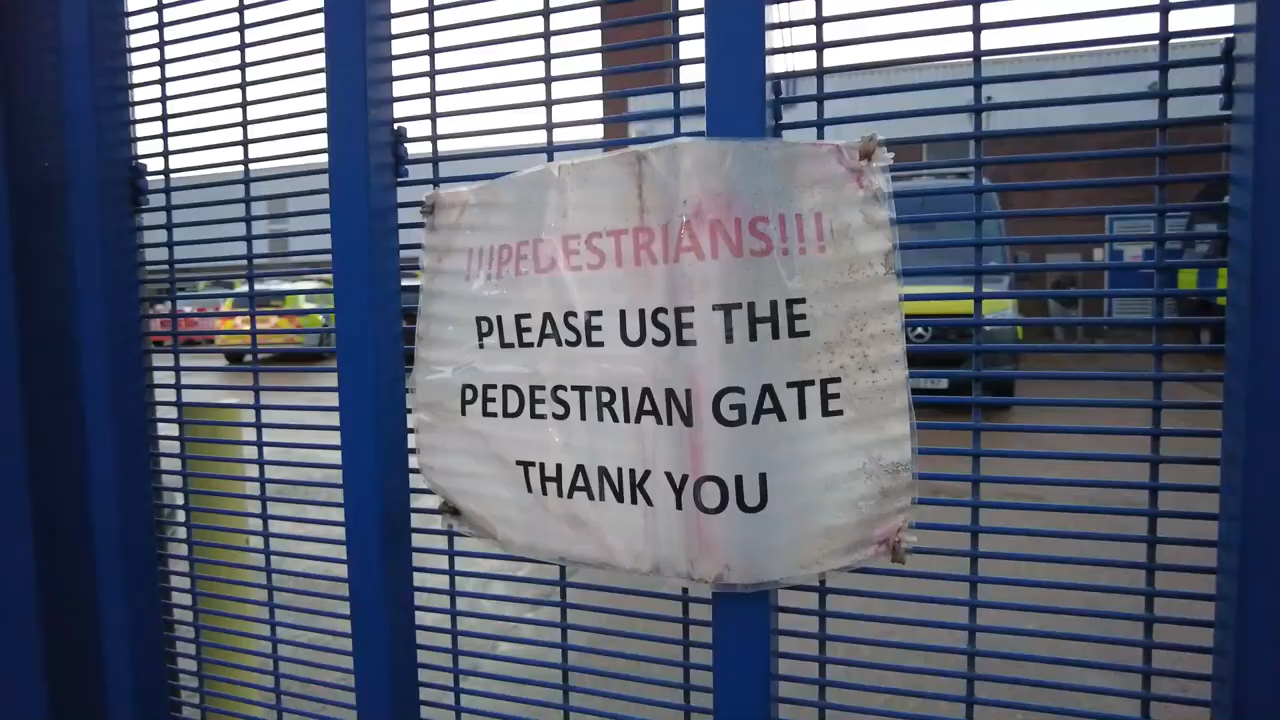 !!!PEDESTRIANS!!!
PLEASE USE THE
PEDESTRIAN GATE
THANK YOU